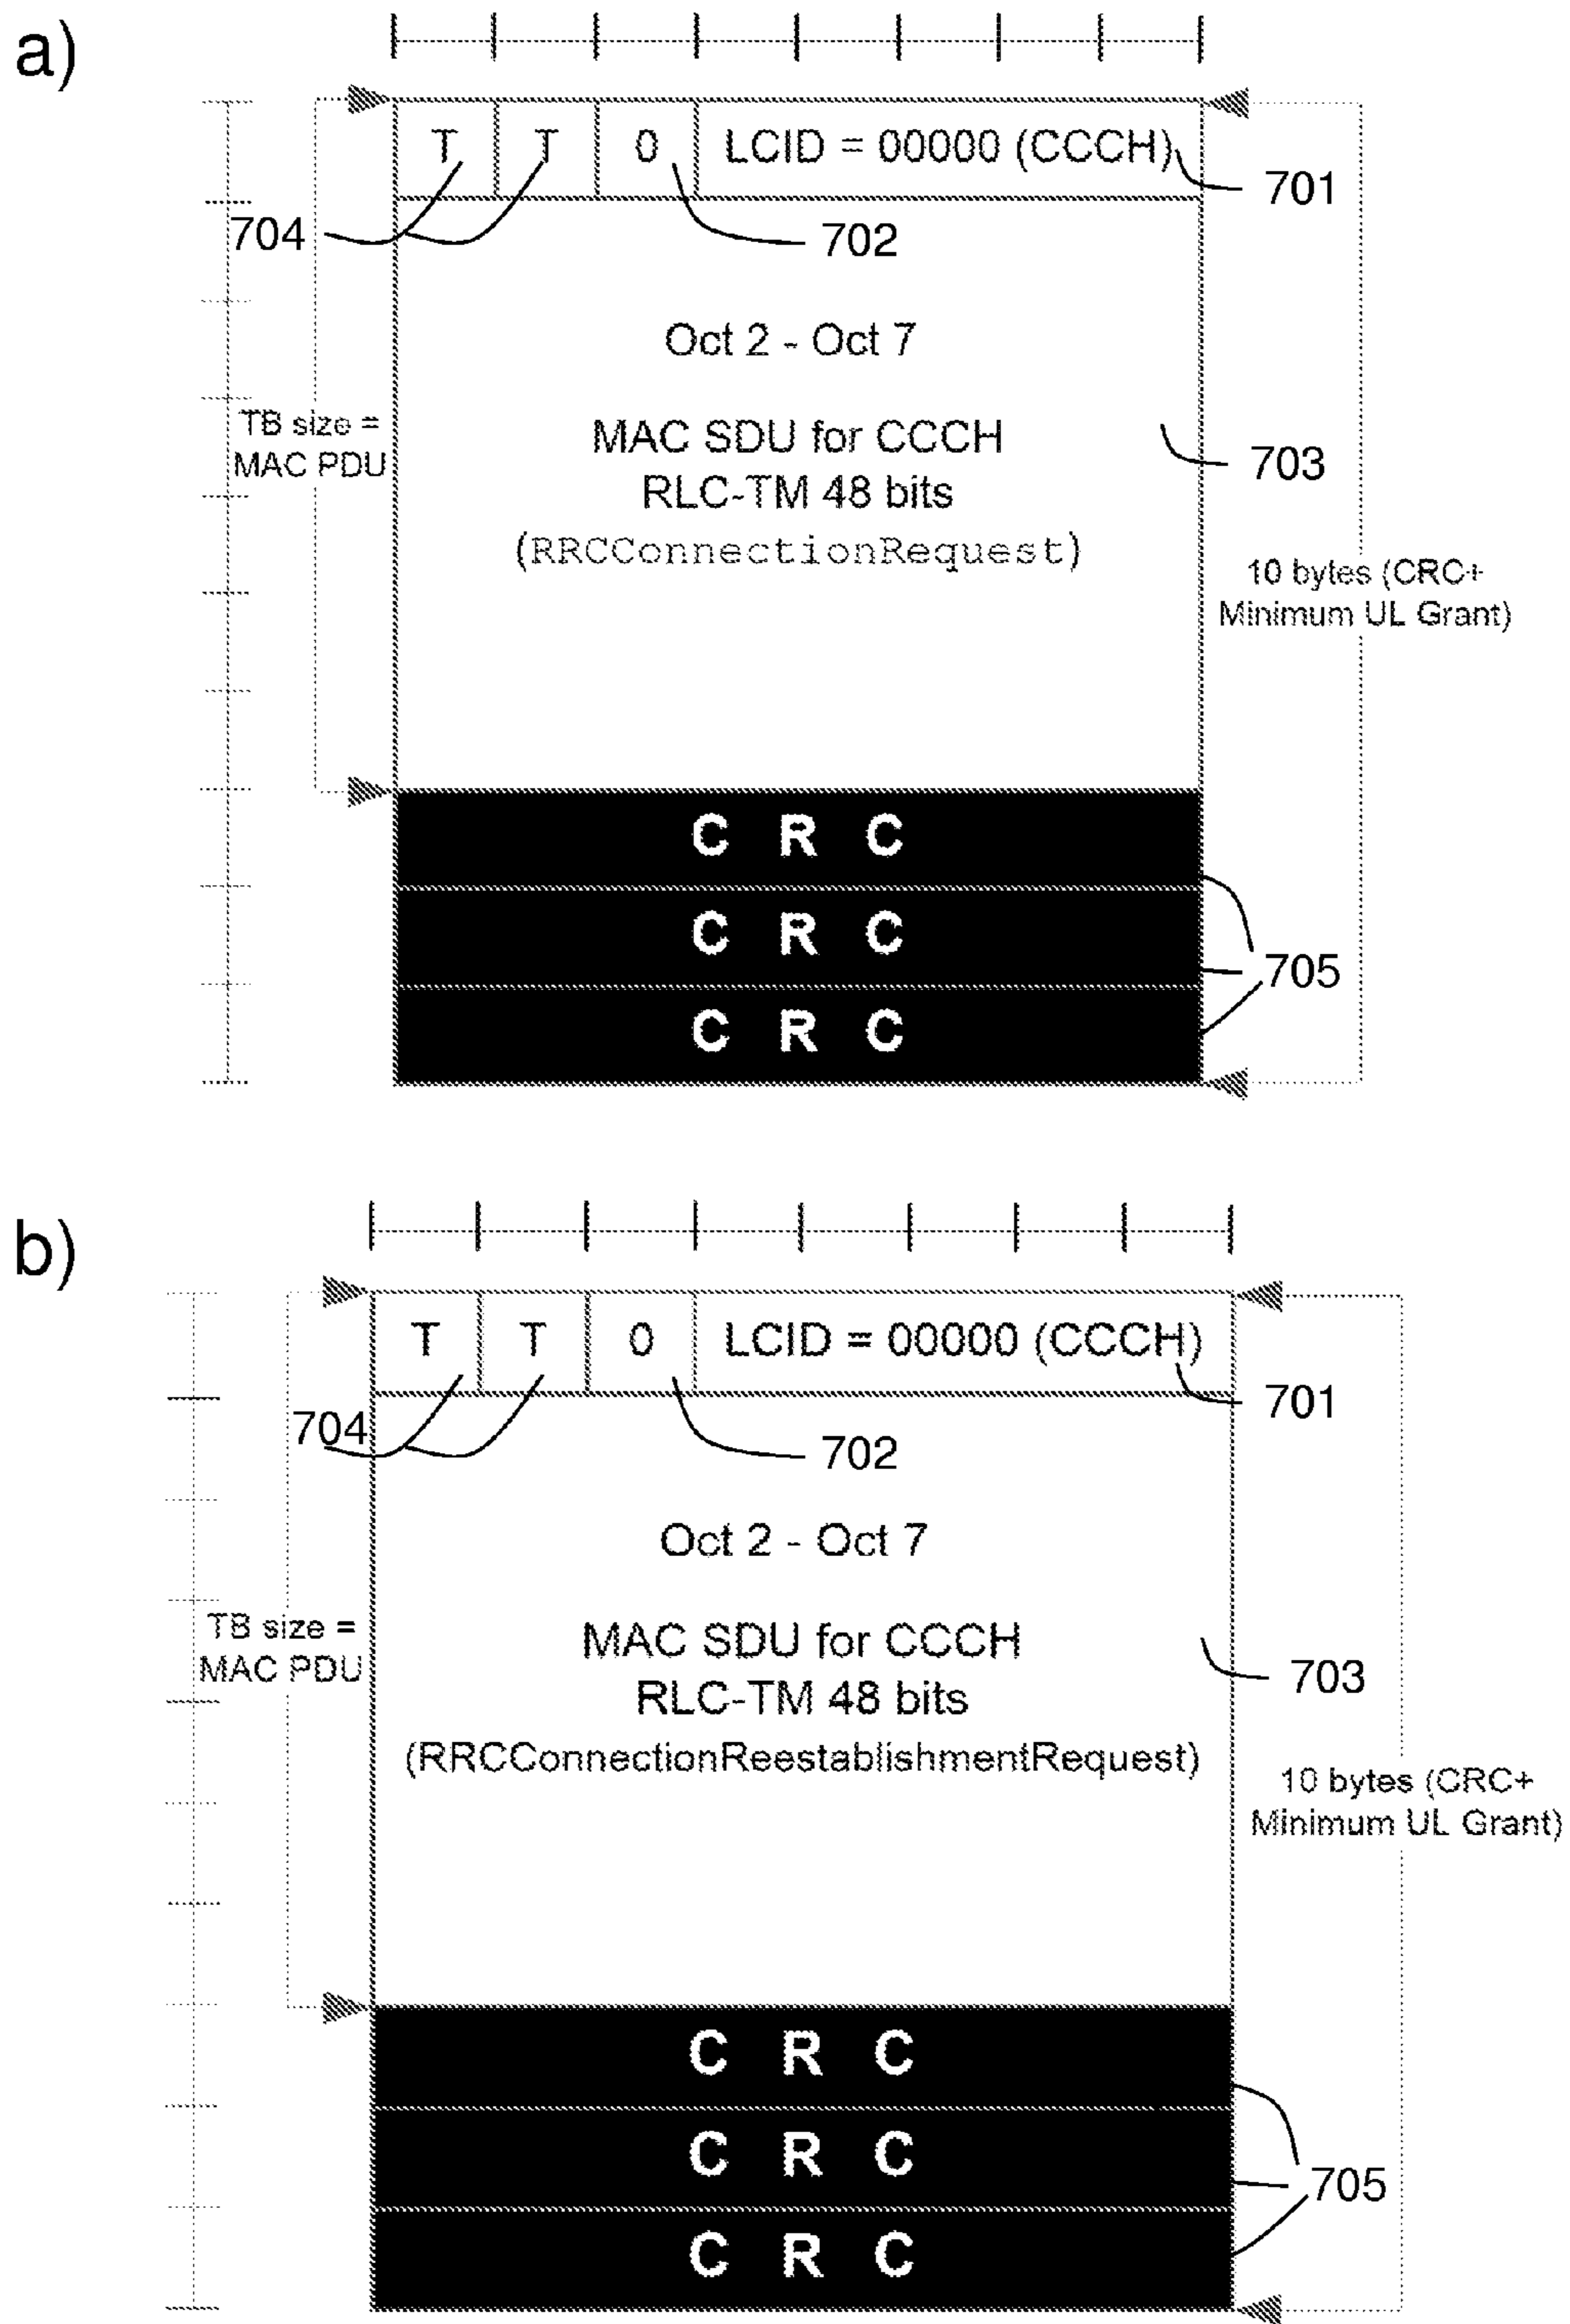 a)
T T 0 LCID = 00000 (CCCH)
701
704
702
Oct 2 - Oct 7
TB size =
MAC PDU
MAC SDU for CCCH
RLC-TM 48 bits
(RRCConnectionRequest)
703
10 bytes (CRC+
Minimum UL Grant)
C R C
C R C
C R C
705
b)
T T 0 LCID = 00000 (CCCH)
701
704
702
Oct 2 - Oct 7
TB size =
MAC PDU
MAC SDU for CCCH
RLC-TM 48 bits
(RRCConnectionReestablishmentRequest)
703
10 bytes (CRC+
Minimum UL Grant)
C R C
C R C
C R C
705